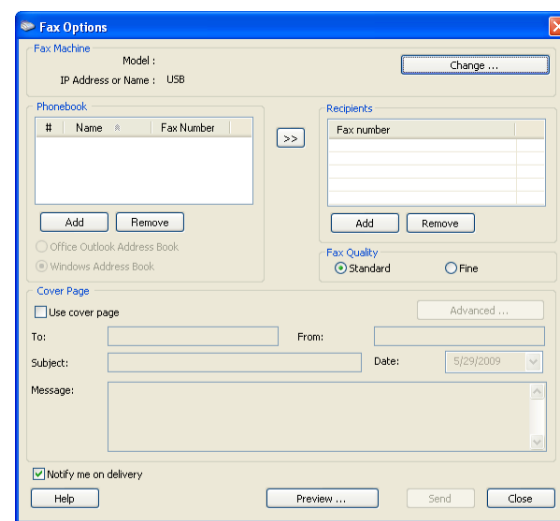 Fax Options
Fax Machine
Model :
Change ...
IP Address or Name : USB
Phonebook
# Name Fax Number
>>
Recipients
Fax number
Add Remove
Add Remove
Office Outlook Address Book
Windows Address Book
Fax Quality
Standard Fine
Cover Page
Use cover page
Advanced ...
To: From:
Subject: Date: 5/29/2009
Message:
Notify me on delivery
Help Preview ... Send Close